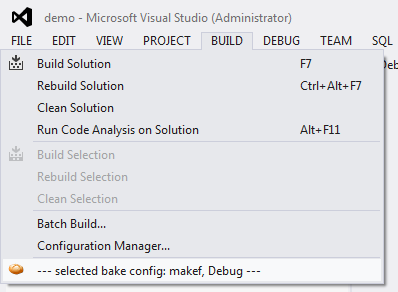 demo - Microsoft Visual Studio (Administrator)
FILE EDIT VIEW PROJECT BUILD DEBUG TEAM SQL
Build Solution F7
Rebuild Solution Ctrl+Alt+F7
Clean Solution
Run Code Analysis on Solution Alt+F11
Build Selection
Rebuild Selection
Clean Selection
Batch Build...
Configuration Manager...
--- selected bake config: makef, Debug ---